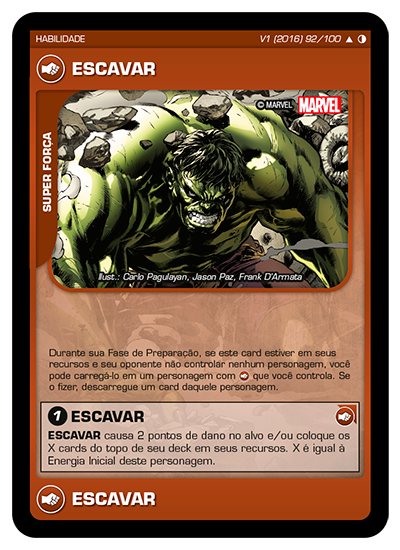 HABILIDADE V1 (2016) 92/100
ESCAVAR
© MARVEL MARVEL
SUPER FORÇA
Illust.: Carlo Pagulayan, Jason Paz, Frank D'Armata
Durante sua Fase de Preparação, se este card estiver em seus
recursos e seu oponente não controlar nenhum personagem, você
pode carregá-lo em um personagem com que você controla. Se
o fizer, descarregue um card daquele personagem.
1 ESCAVAR
ESCAVAR causa 2 pontos de dano no alvo e/ou coloque os
X cards do topo de seu deck em seus recursos. X é igual à
Energia Inicial deste personagem.
ESCAVAR